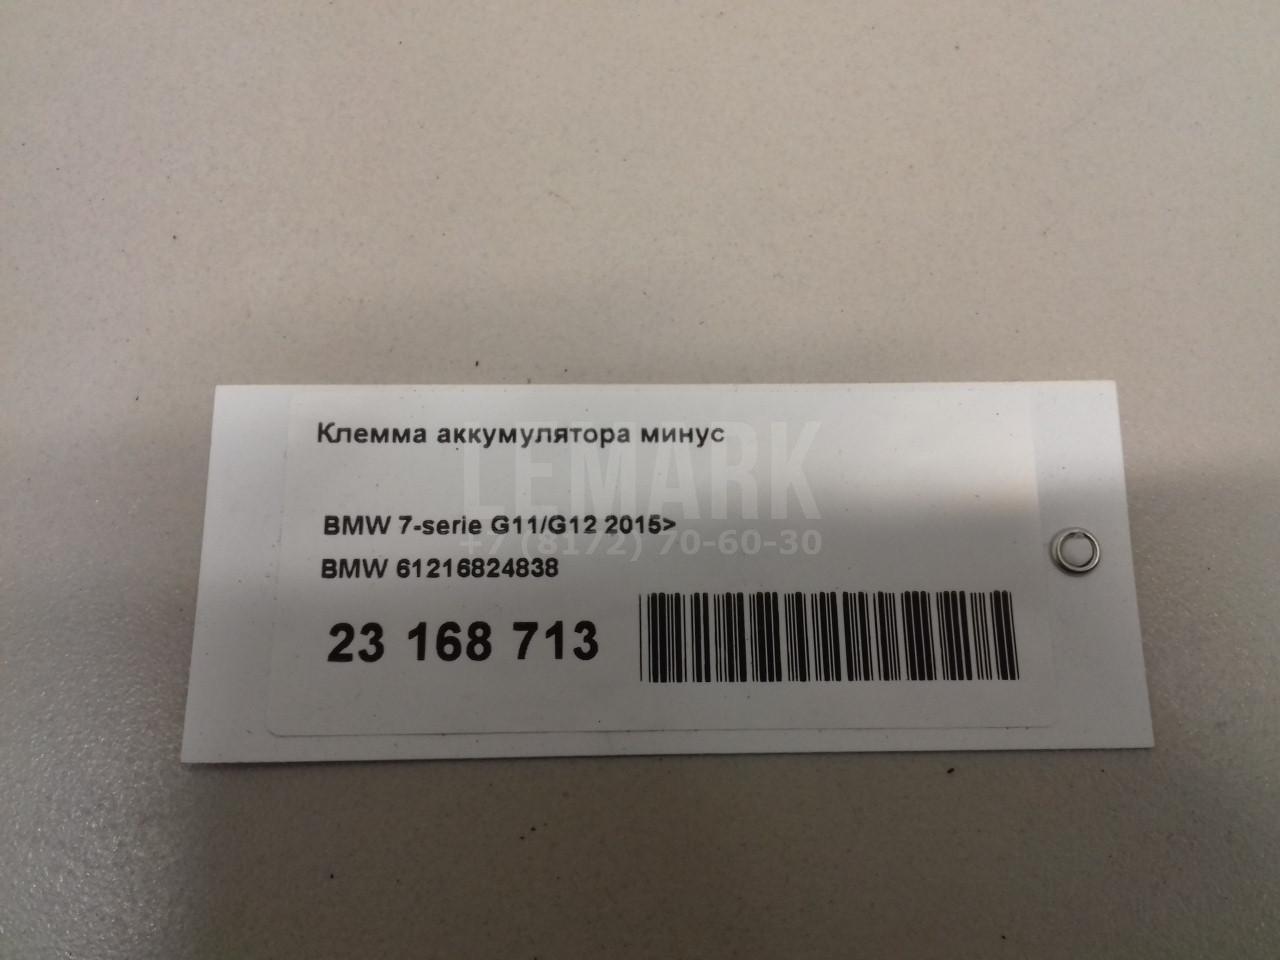 Клемма аккумулятора минус
LEMARK
BMW 7-serie G11/G12 2015>
+7 (8172) 70-60-30
BMW 61216824838
23 168 713